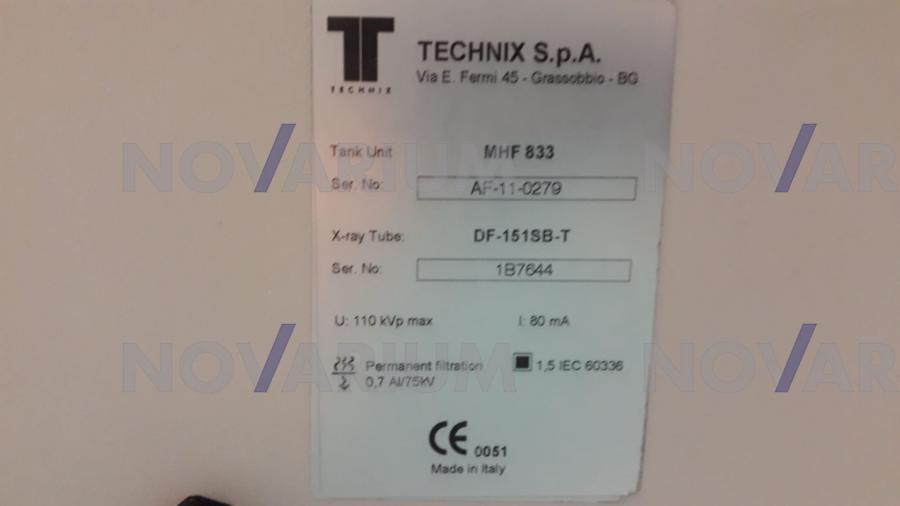 TECHNIX
TECHNIX S.p.A.
Via E. Fermi 45 - Grassobbio - BG
Tank Unit MHF 833
Ser. No: AF-11-0279
X-ray Tube: DF-151SB-T
Ser. No: 1B7644
U: 110 kVp max I: 80 mA
Permanent filtration 1,5 IEC 60336
0,7 Al/75kV
CE 0051
Made in Italy
NOVARIUM NOVAR
NOVARIUM NOVAR